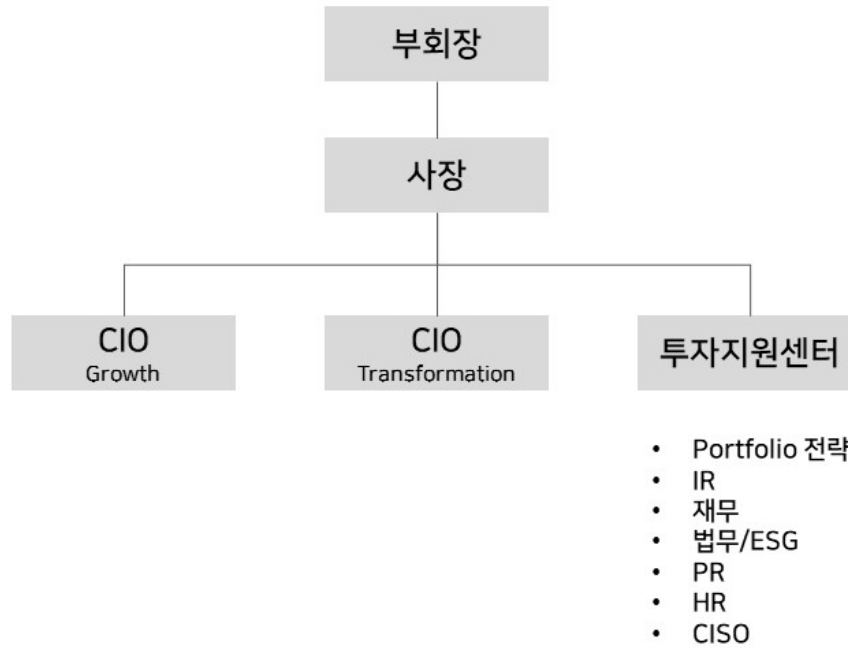 부회장
사장
CIO
Growth
CIO
Transformation
투자지원센터
• Portfolio 전략
• IR
• 재무
• 법무/ESG
• PR
• HR
• CISO